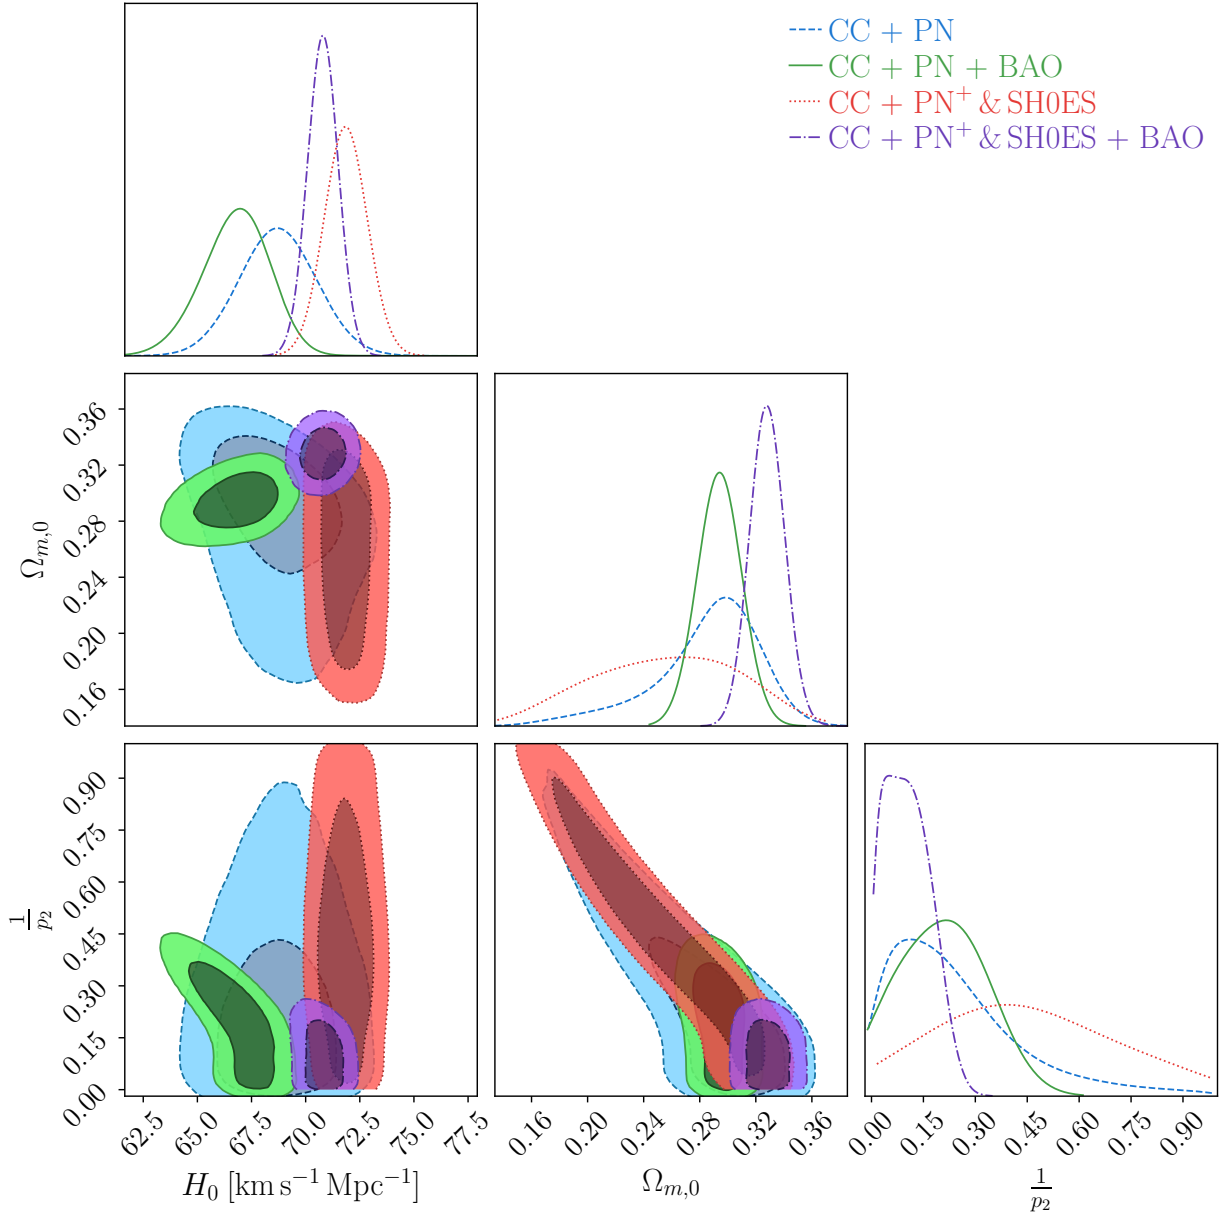 CC + PN
CC + PN + BAO
CC + PN⁺ & SH0ES
CC + PN⁺ & SH0ES + BAO
0.36
0.32
0.28
0.24
0.20
0.16
Ωm,0
0.90
0.75
0.60
0.45
0.30
0.15
0.00
1/p₂
62.5 65.0 67.5 70.0 72.5 75.0 77.5
0.16 0.20 0.24 0.28 0.32 0.36
0.00 0.15 0.30 0.45 0.60 0.75 0.90
H₀ [km s⁻¹ Mpc⁻¹]
Ωm,0
1/p₂